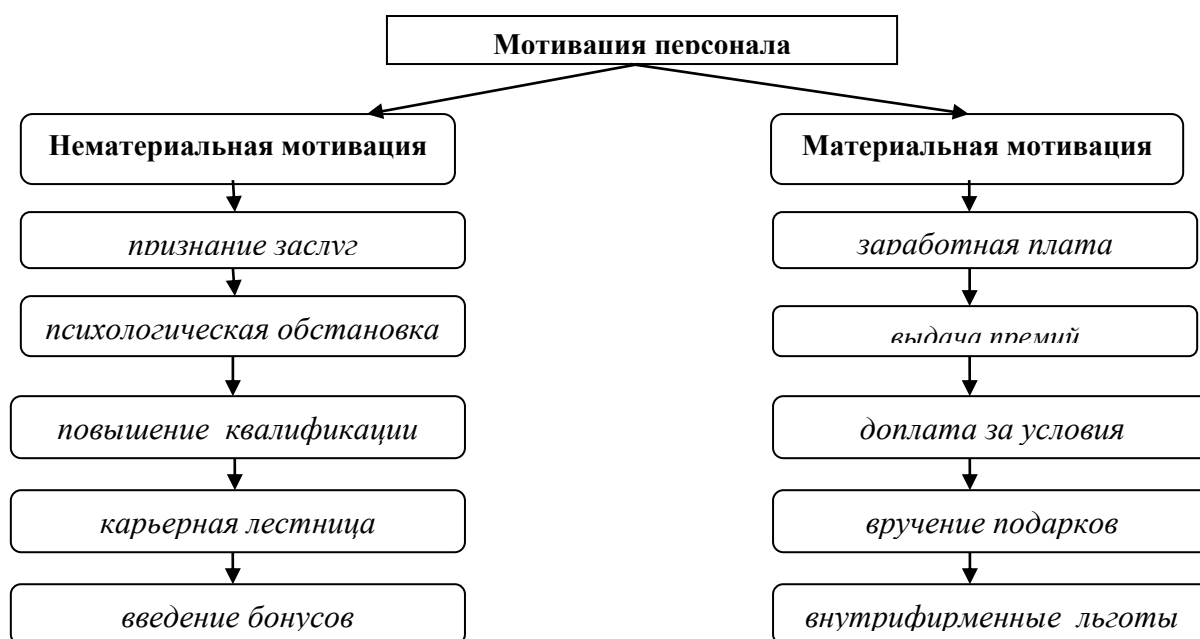 Мотивация персонала
Нематериальная мотивация
признание заслуг
психологическая обстановка
повышение квалификации
карьерная лестница
введение бонусов
Материальная мотивация
заработная плата
выдача премий
доплата за условия
вручение подарков
внутрифирменные льготы